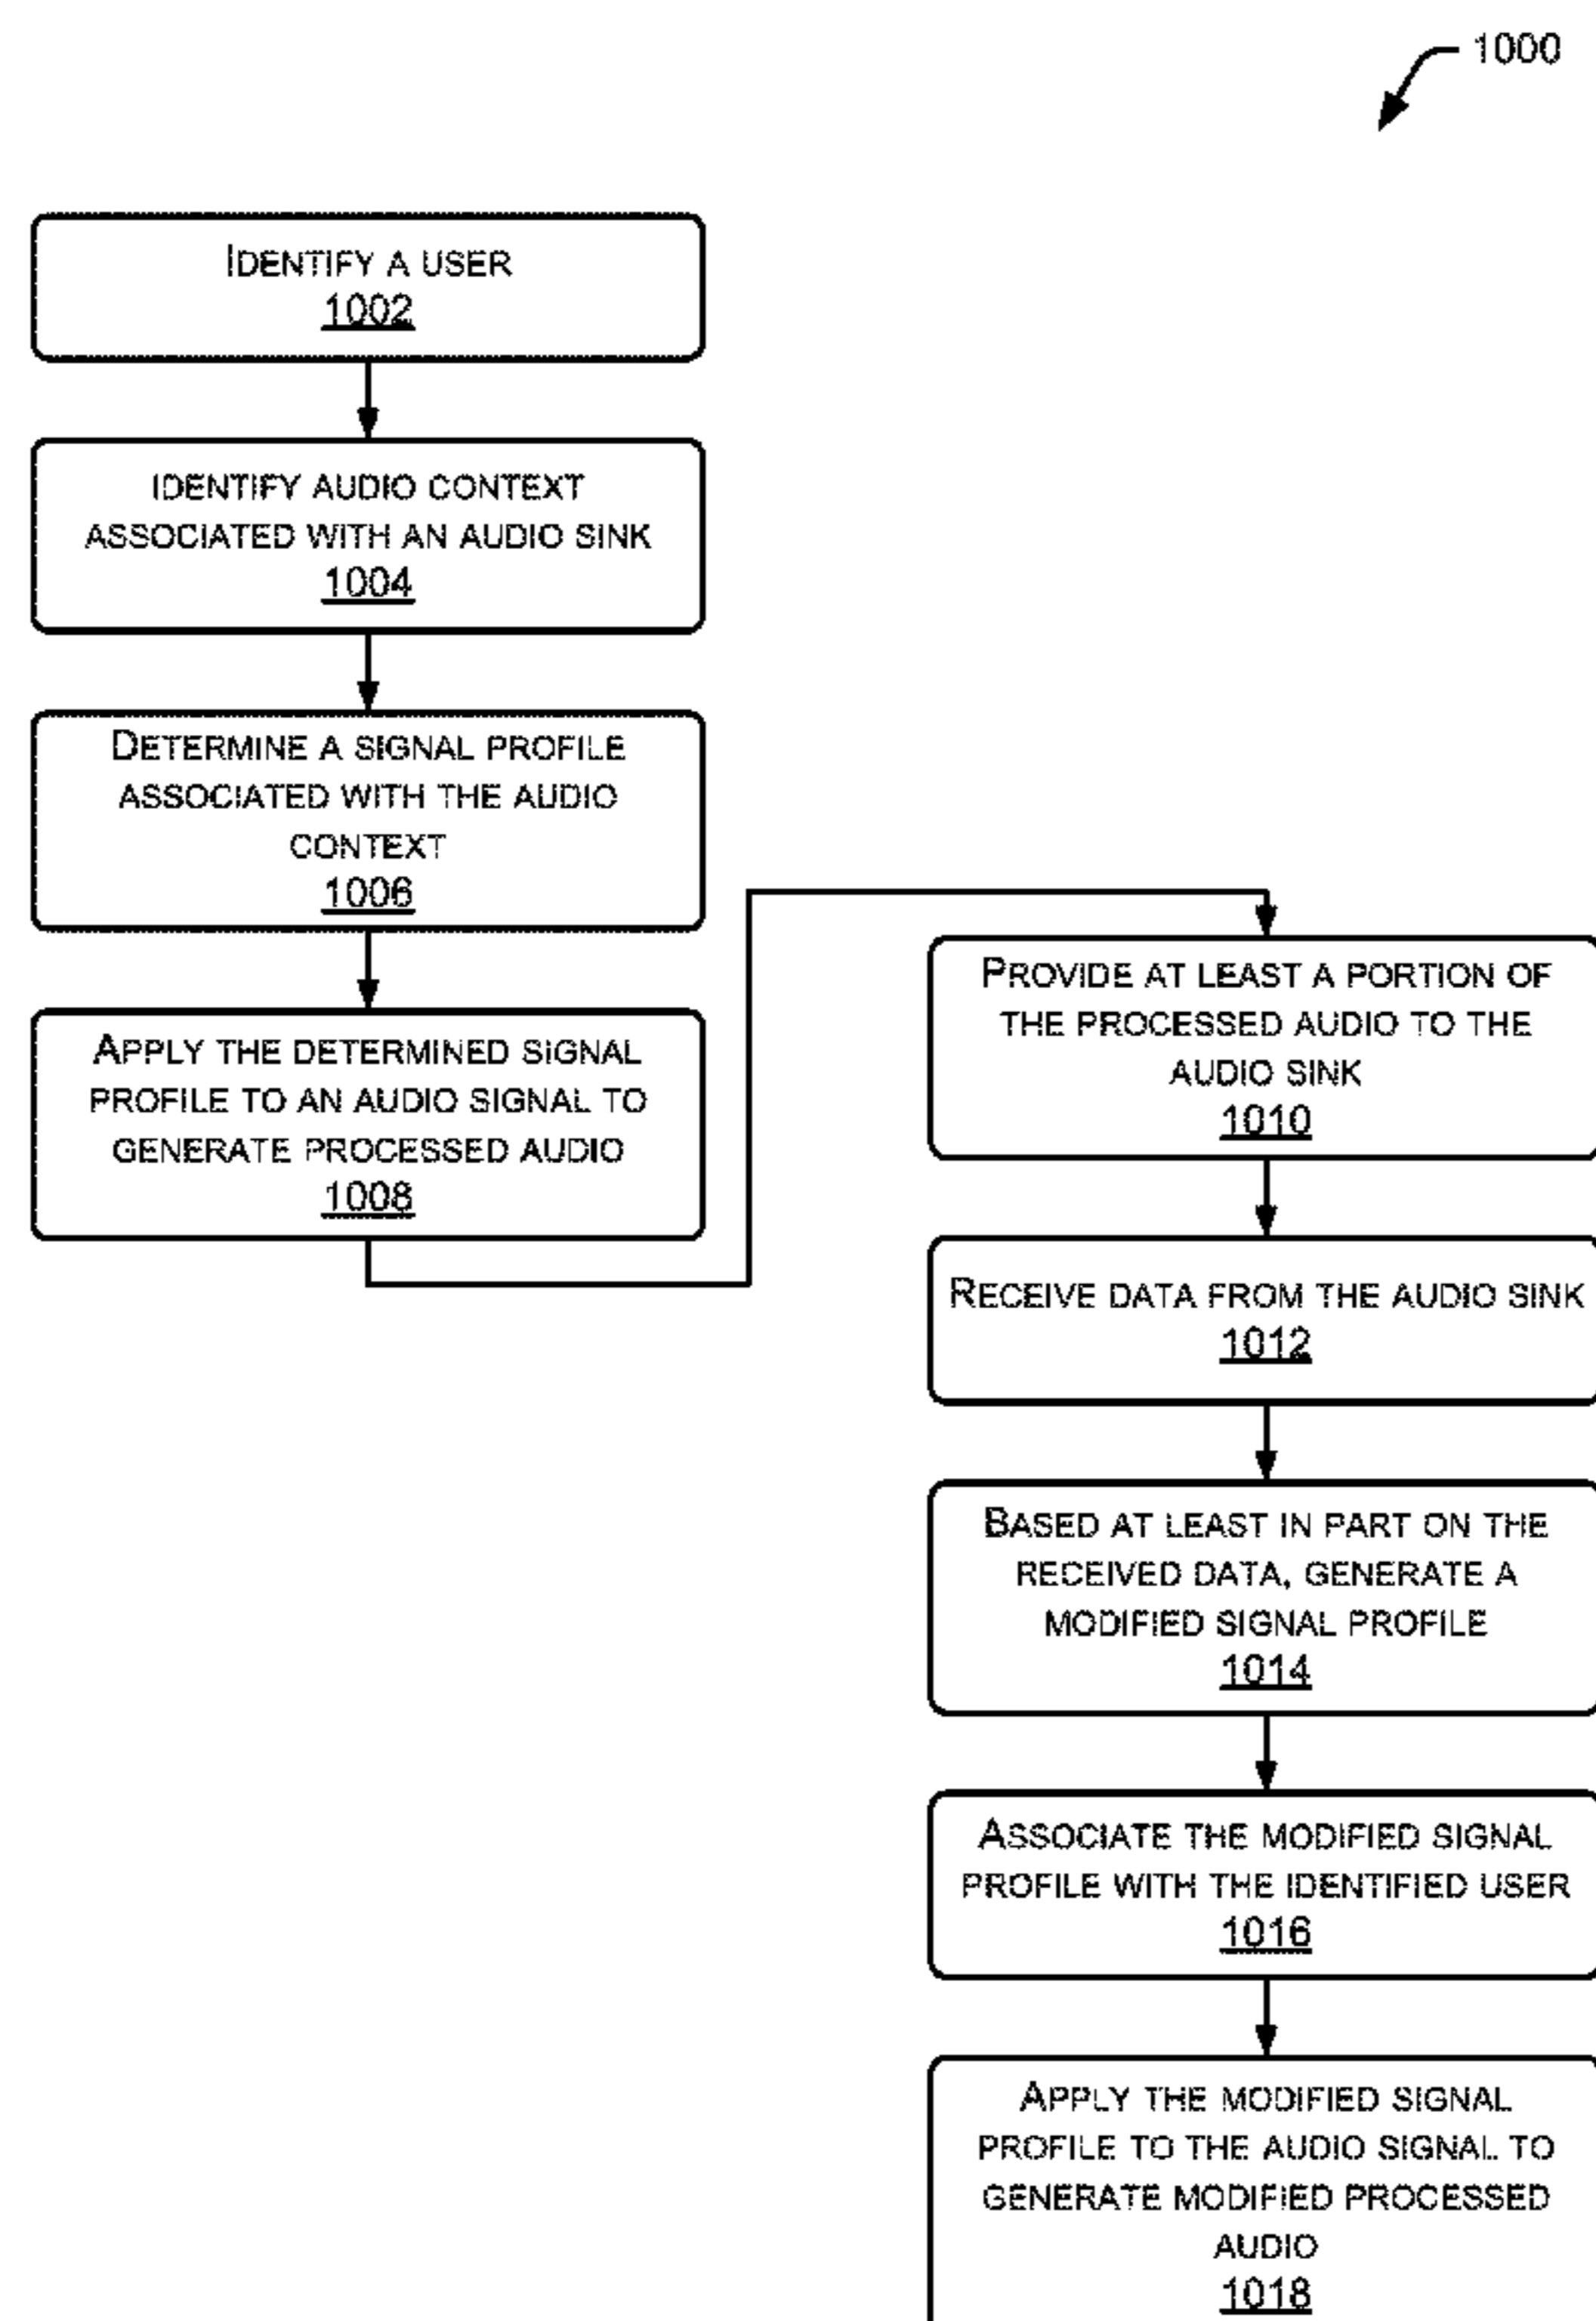 1000
IDENTIFY A USER
1002
IDENTIFY AUDIO CONTEXT
ASSOCIATED WITH AN AUDIO SINK
1004
DETERMINE A SIGNAL PROFILE
ASSOCIATED WITH THE AUDIO
CONTEXT
1006
APPLY THE DETERMINED SIGNAL
PROFILE TO AN AUDIO SIGNAL TO
GENERATE PROCESSED AUDIO
1008
PROVIDE AT LEAST A PORTION OF
THE PROCESSED AUDIO TO THE
AUDIO SINK
1010
RECEIVE DATA FROM THE AUDIO SINK
1012
BASED AT LEAST IN PART ON THE
RECEIVED DATA, GENERATE A
MODIFIED SIGNAL PROFILE
1014
ASSOCIATE THE MODIFIED SIGNAL
PROFILE WITH THE IDENTIFIED USER
1016
APPLY THE MODIFIED SIGNAL
PROFILE TO THE AUDIO SIGNAL TO
GENERATE MODIFIED PROCESSED
AUDIO
1018